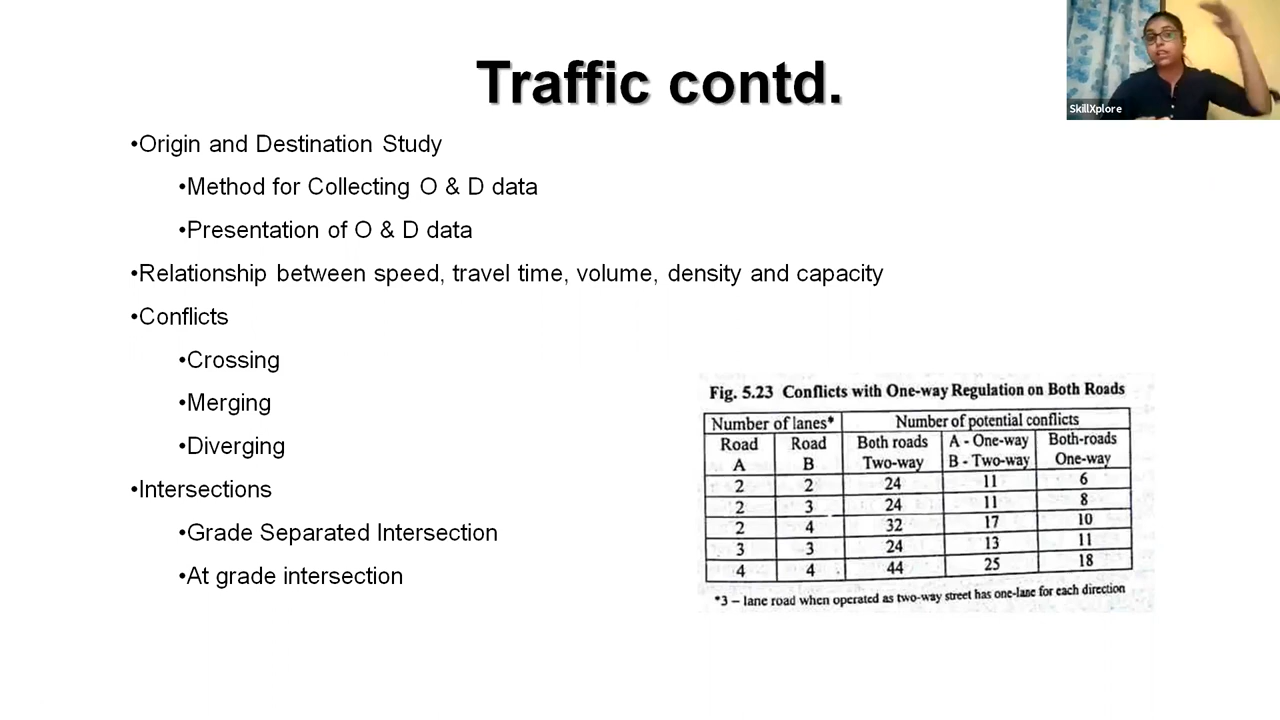 Traffic contd.
SkillXplore
•Origin and Destination Study
•Method for Collecting O & D data
•Presentation of O & D data
•Relationship between speed, travel time, volume, density and capacity
•Conflicts
•Crossing
•Merging
•Diverging
•Intersections
•Grade Separated Intersection
•At grade intersection
Fig. 5.23 Conflicts with One-way Regulation on Both Roads
Number of lanes* Number of potential conflicts
Road Road Both roads A - One-way Both-roads
A B Two-way B - Two-way One-way
2 2 24 11 6
2 3 24 11 8
2 4 32 17 10
3 3 24 13 11
4 4 44 25 18
*3 – lane road when operated as two-way street has one-lane for each direction